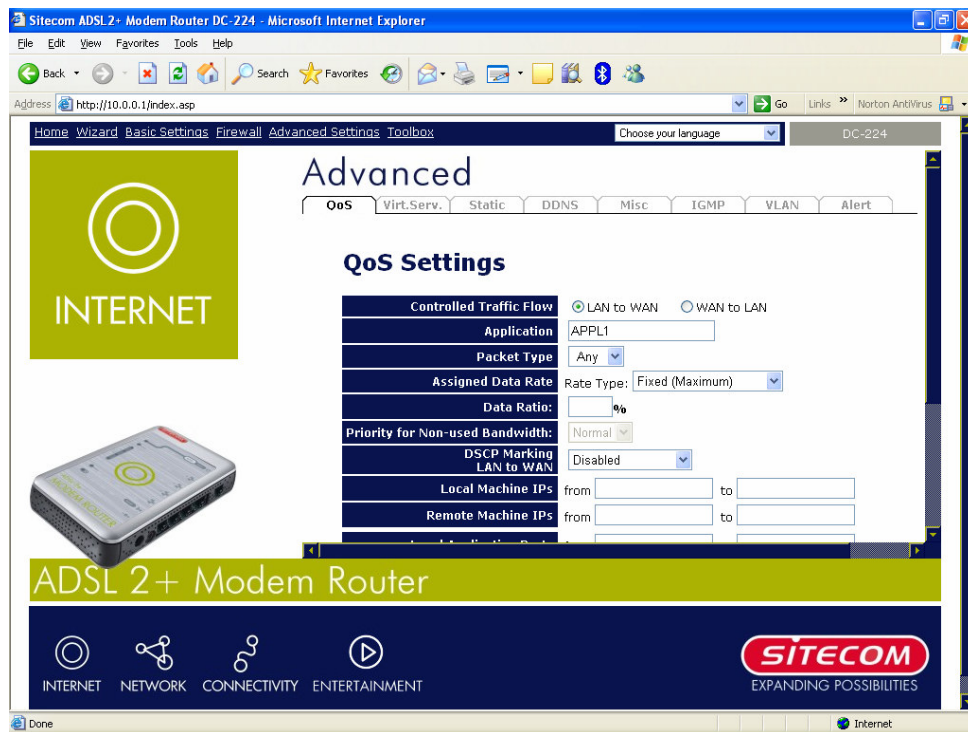 Sitecom ADSL2+ Modem Router DC-224 - Microsoft Internet Explorer
File Edit View Favorites Tools Help
Back Search Favorites
Address http://10.0.0.1/index.asp Go Links » Norton AntiVirus
Home Wizard Basic Settings Firewall Advanced Settings Toolbox Choose your language DC-224
INTERNET
Advanced
QoS Virt.Serv. Static DDNS Misc IGMP VLAN Alert
QoS Settings
Controlled Traffic Flow LAN to WAN WAN to LAN
Application APPL1
Packet Type Any
Assigned Data Rate Rate Type: Fixed (Maximum)
Data Ratio: %
Priority for Non-used Bandwidth: Normal
DSCP Marking
LAN to WAN Disabled
Local Machine IPs from to
Remote Machine IPs from to
MODEM ROUTER
ADSL 2+ Modem Router
INTERNET NETWORK CONNECTIVITY ENTERTAINMENT
SITECOM
EXPANDING POSSIBILITIES
Done Internet